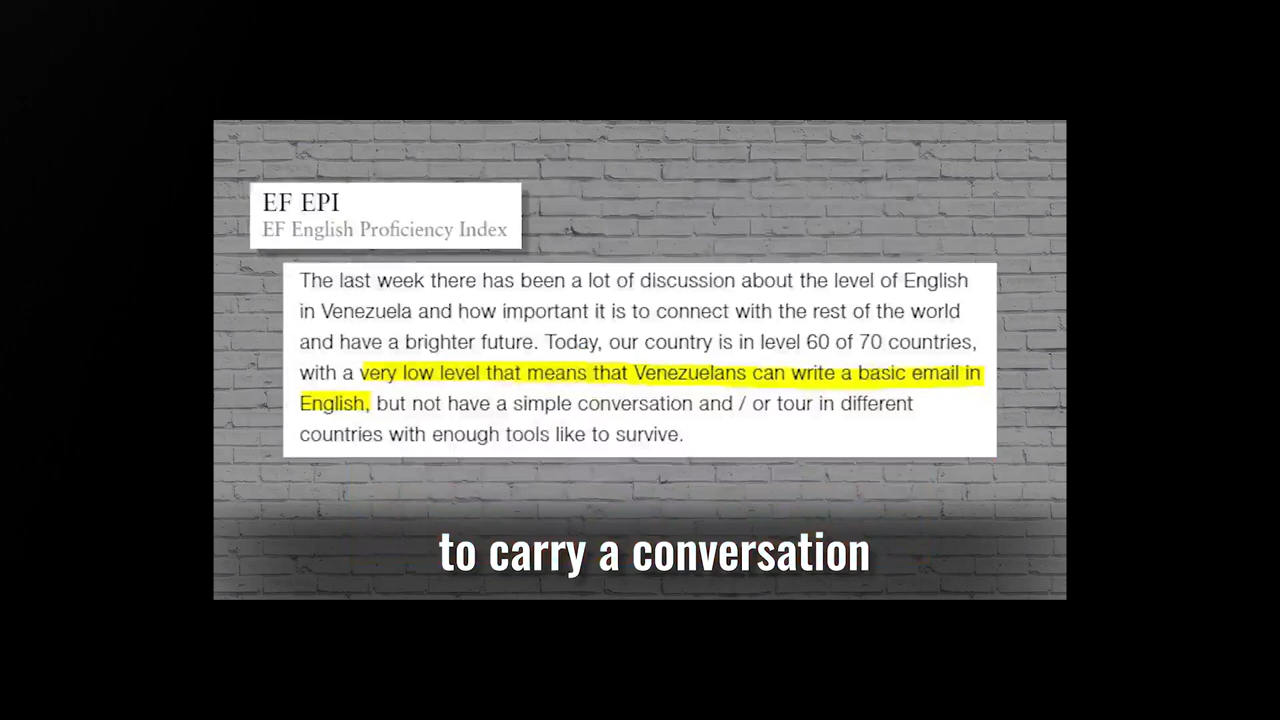 EF EPI
EF English Proficiency Index
The last week there has been a lot of discussion about the level of English
in Venezuela and how important it is to connect with the rest of the world
and have a brighter future. Today, our country is in level 60 of 70 countries,
with a very low level that means that Venezuelans can write a basic email in
English, but not have a simple conversation and / or tour in different
countries with enough tools like to survive.
to carry a conversation